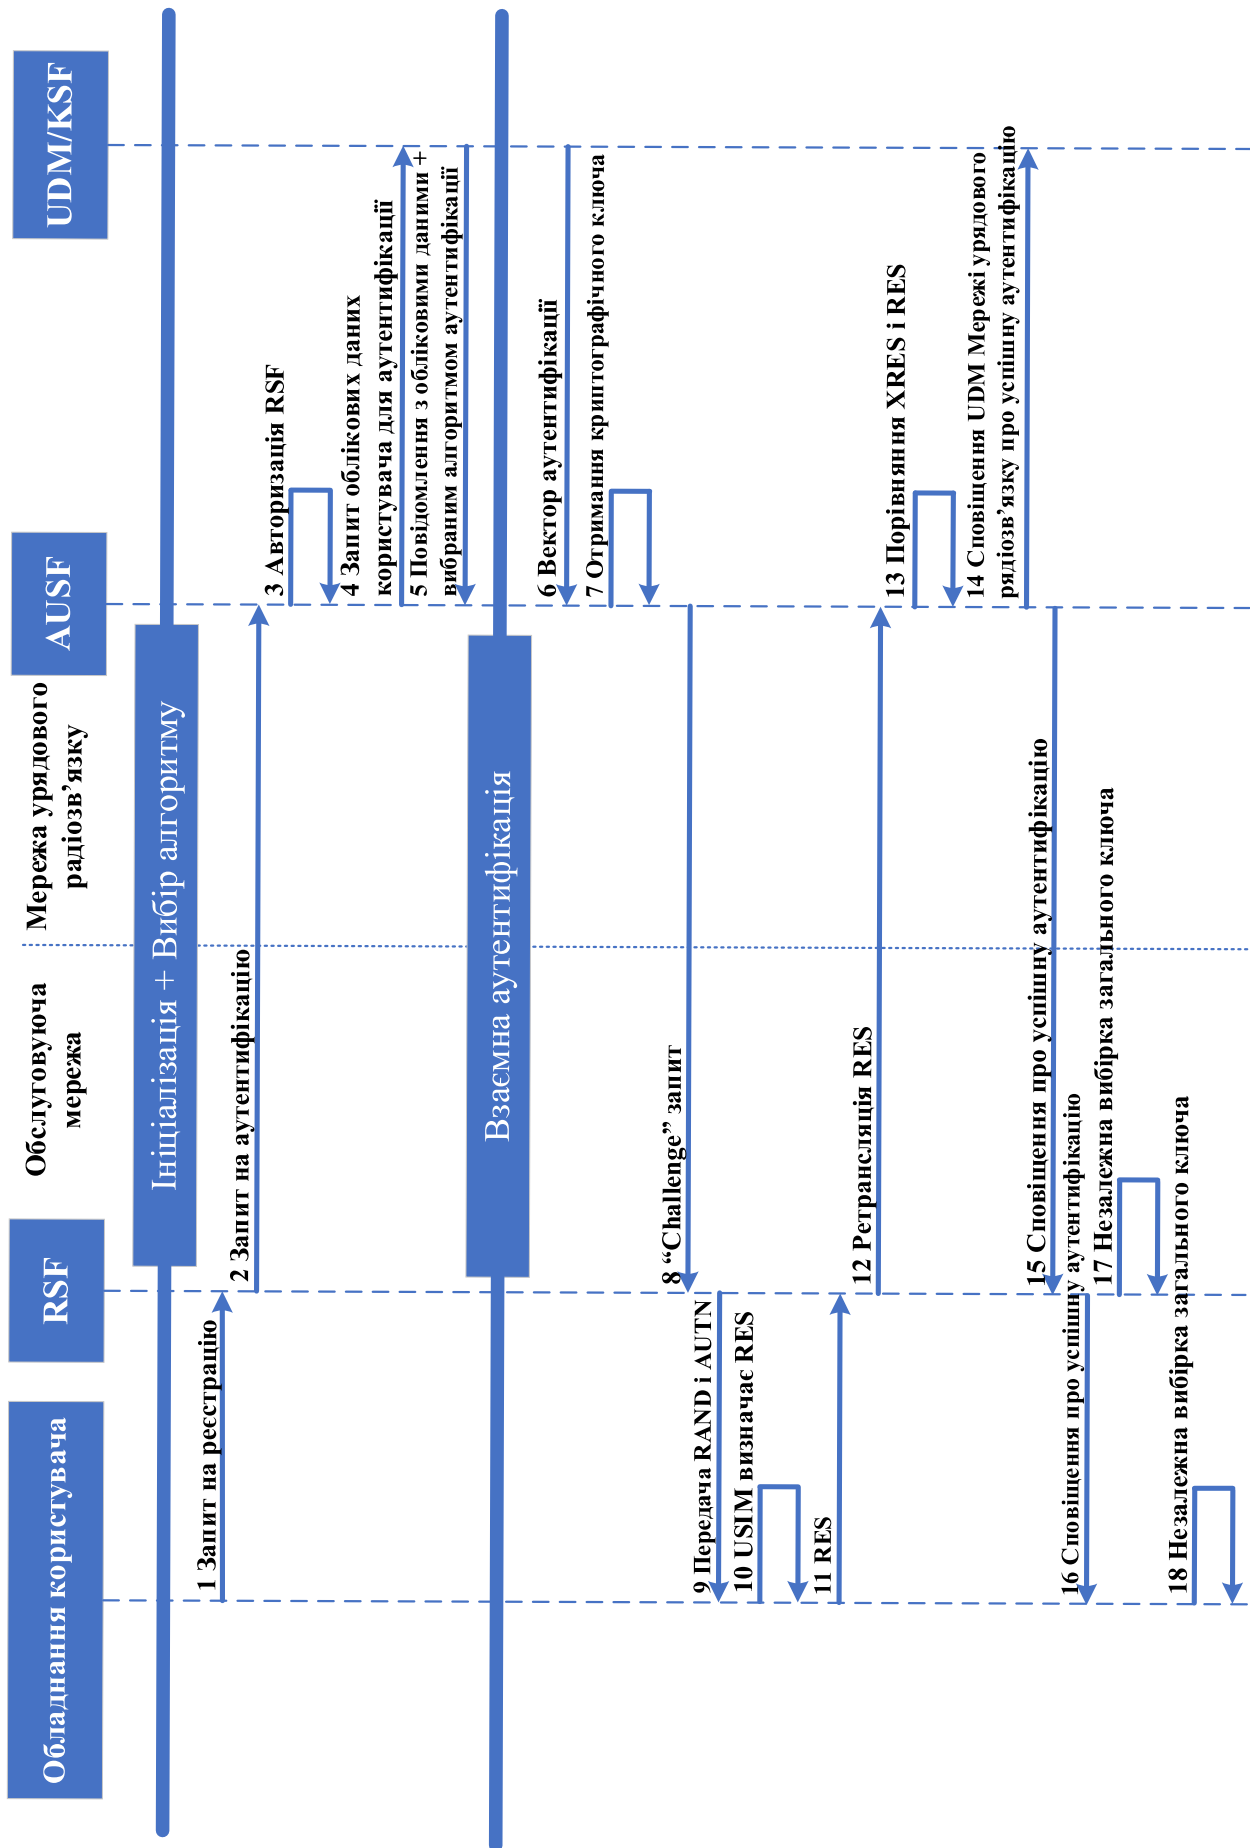 Обладнання користувача
RSF
Обслуговуюча
мережа
Мережа урядового
радіозв’язку
AUSF
UDM/KSF
Ініціалізація + Вибір алгоритму
1 Запит на реєстрацію
2 Запит на аутентифікацію
3 Авторизація RSF
4 Запит облікових даних
користувача для аутентифікації
5 Повідомлення з обліковими даними +
вибраним алгоритмом аутентифікації
Взаємна аутентифікація
6 Вектор аутентифікації
7 Отримання криптографічного ключа
8 “Challenge” запит
9 Передача RAND і AUTN
10 USIM визначає RES
11 RES
12 Ретрансляція RES
13 Порівняння XRES і RES
14 Сповіщення UDM Мережі урядового
рядіозв’язку про успішну аутентифікацію
15 Сповіщення про успішну аутентифікацію
16 Сповіщення про успішну аутентифікацію
17 Незалежна вибірка загального ключа
18 Незалежна вибірка загального ключа